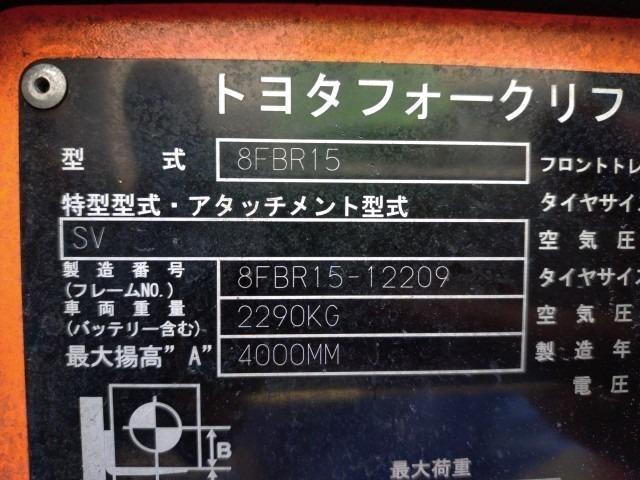 トヨタフォークリフ
型 式 8FBR15 フロントトレ
特型型式・アタッチメント型式 タイヤサイズ
SV 空気圧
製造番号 (フレームNO.) 8FBR15-12209 タイヤサイズ
車両重量 (バッテリー含む) 2290KG 空気圧
最大揚高"A" 4000MM 製造年
電圧
B
最大荷重